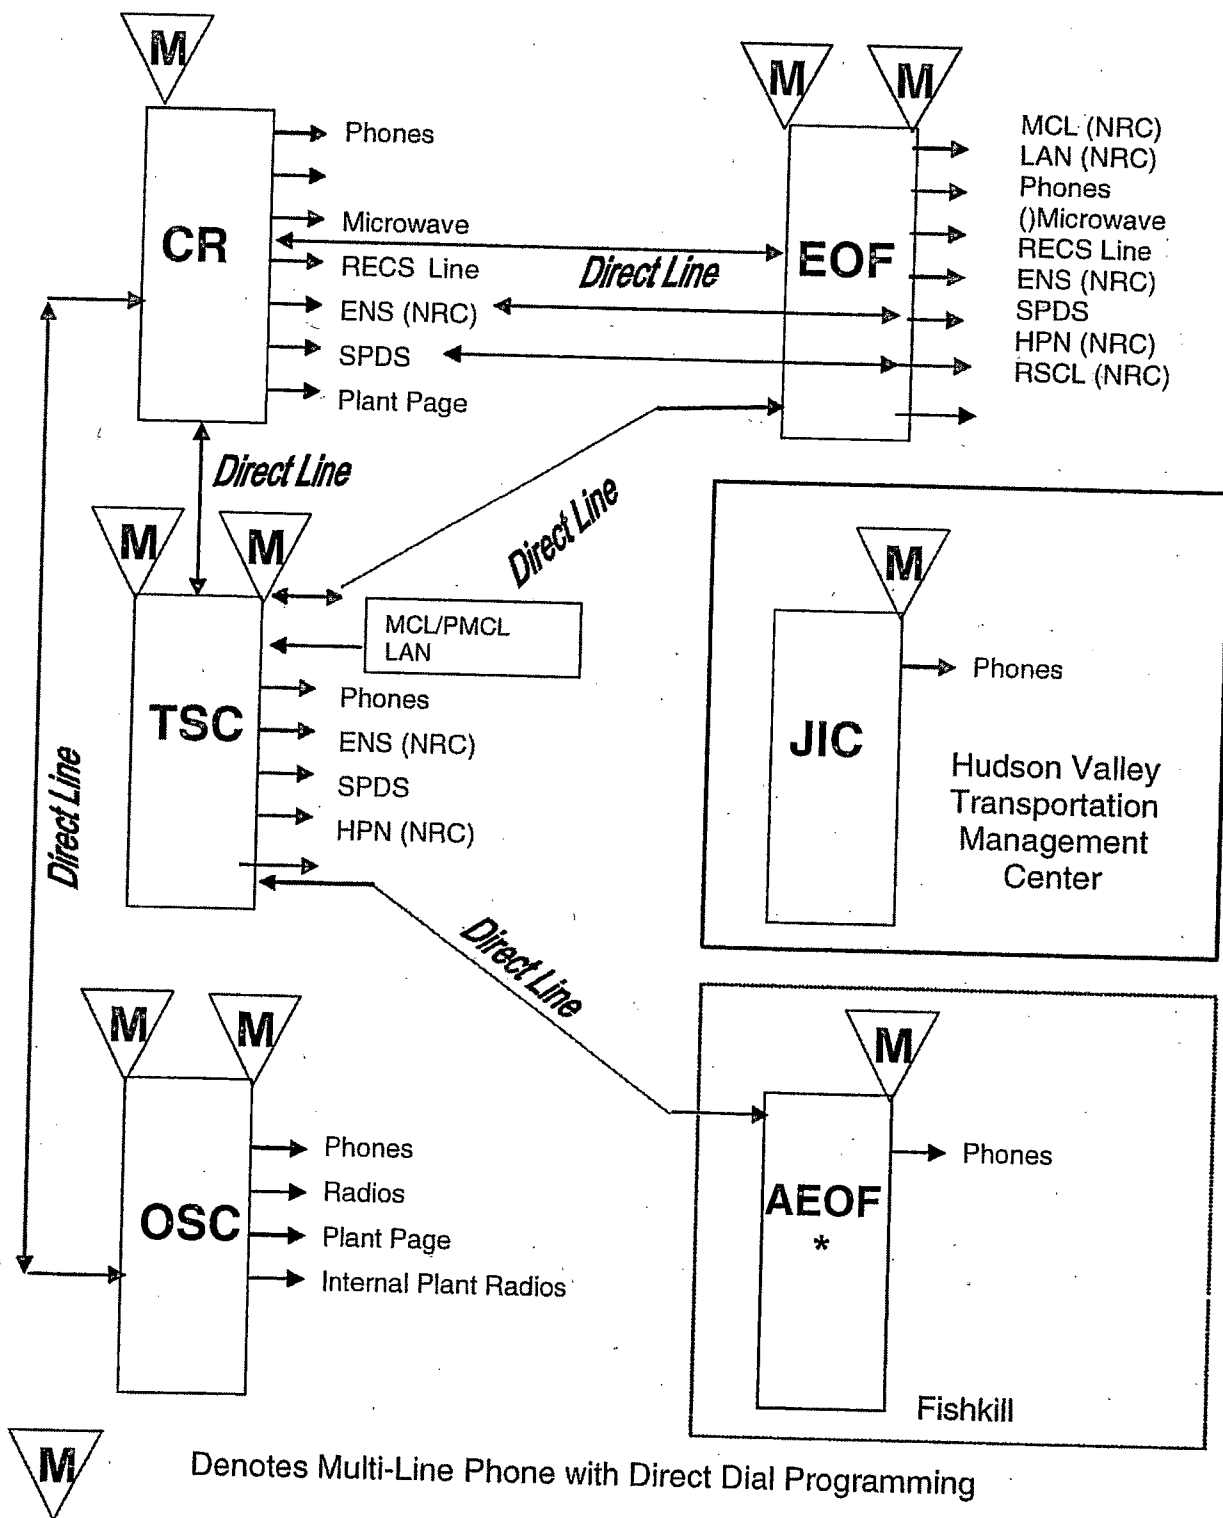 M
M
M
CR
Phones
Microwave
RECS Line
ENS (NRC)
SPDS
Plant Page
Direct Line
EOF
MCL (NRC)
LAN (NRC)
Phones
()Microwave
RECS Line
ENS (NRC)
SPDS
HPN (NRC)
RSCL (NRC)
Direct Line
Direct Line
Direct Line
M
M
TSC
MCL/PMCL
LAN
Phones
ENS (NRC)
SPDS
HPN (NRC)
Direct Line
M
JIC
Phones
Hudson Valley
Transportation
Management
Center
M
M
OSC
Phones
Radios
Plant Page
Internal Plant Radios
M
AEOF
*
Phones
Fishkill
M
Denotes Multi-Line Phone with Direct Dial Programming